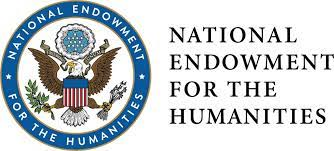 NATIONAL ENDOWMENT
FOR THE HUMANITIES
NATIONAL
ENDOWMENT
FOR THE
HUMANITIES